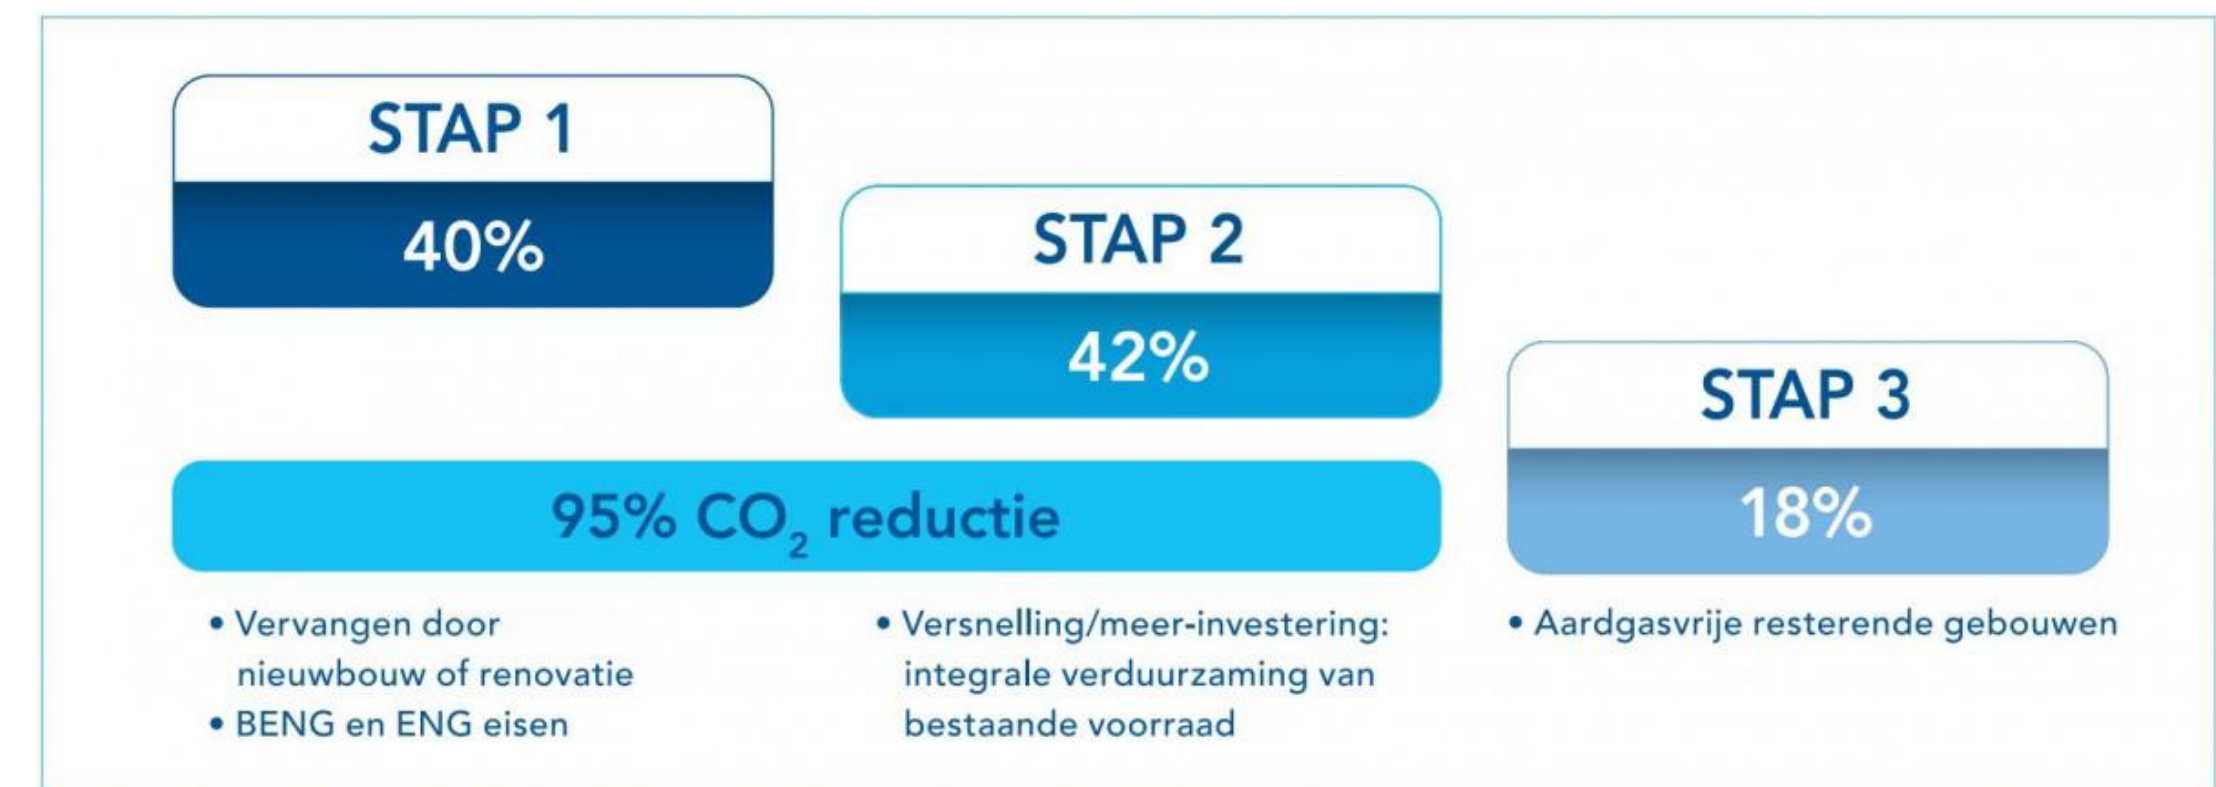 STAP 1
40%
STAP 2
42%
STAP 3
18%
95% CO₂ reductie
• Vervangen door
nieuwbouw of renovatie
• BENG en ENG eisen
• Versnelling/meer-investering:
integrale verduurzaming van
bestaande voorraad
• Aardgasvrije resterende gebouwen